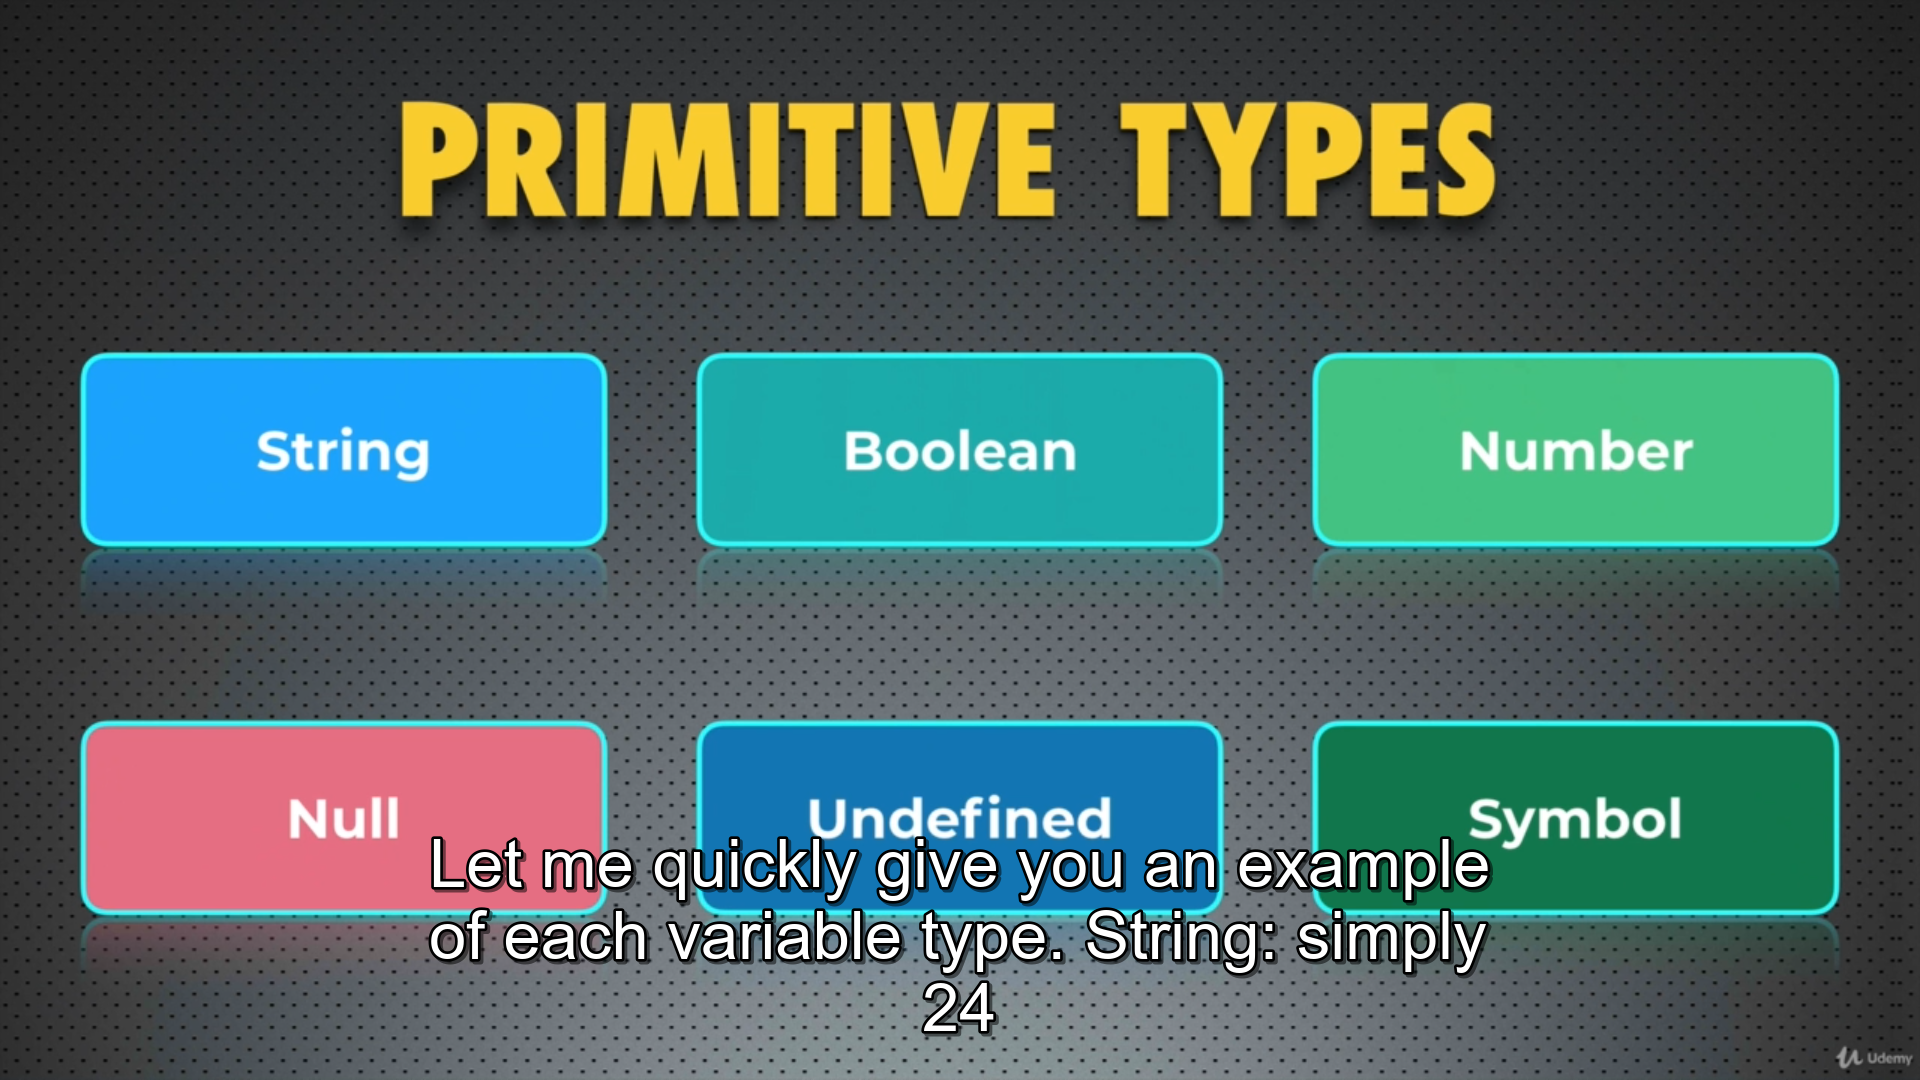 PRIMITIVE TYPES
String
Boolean
Number
Null
Undefined
Symbol
Let me quickly give you an example
of each variable type. String: simply
24
Udemy